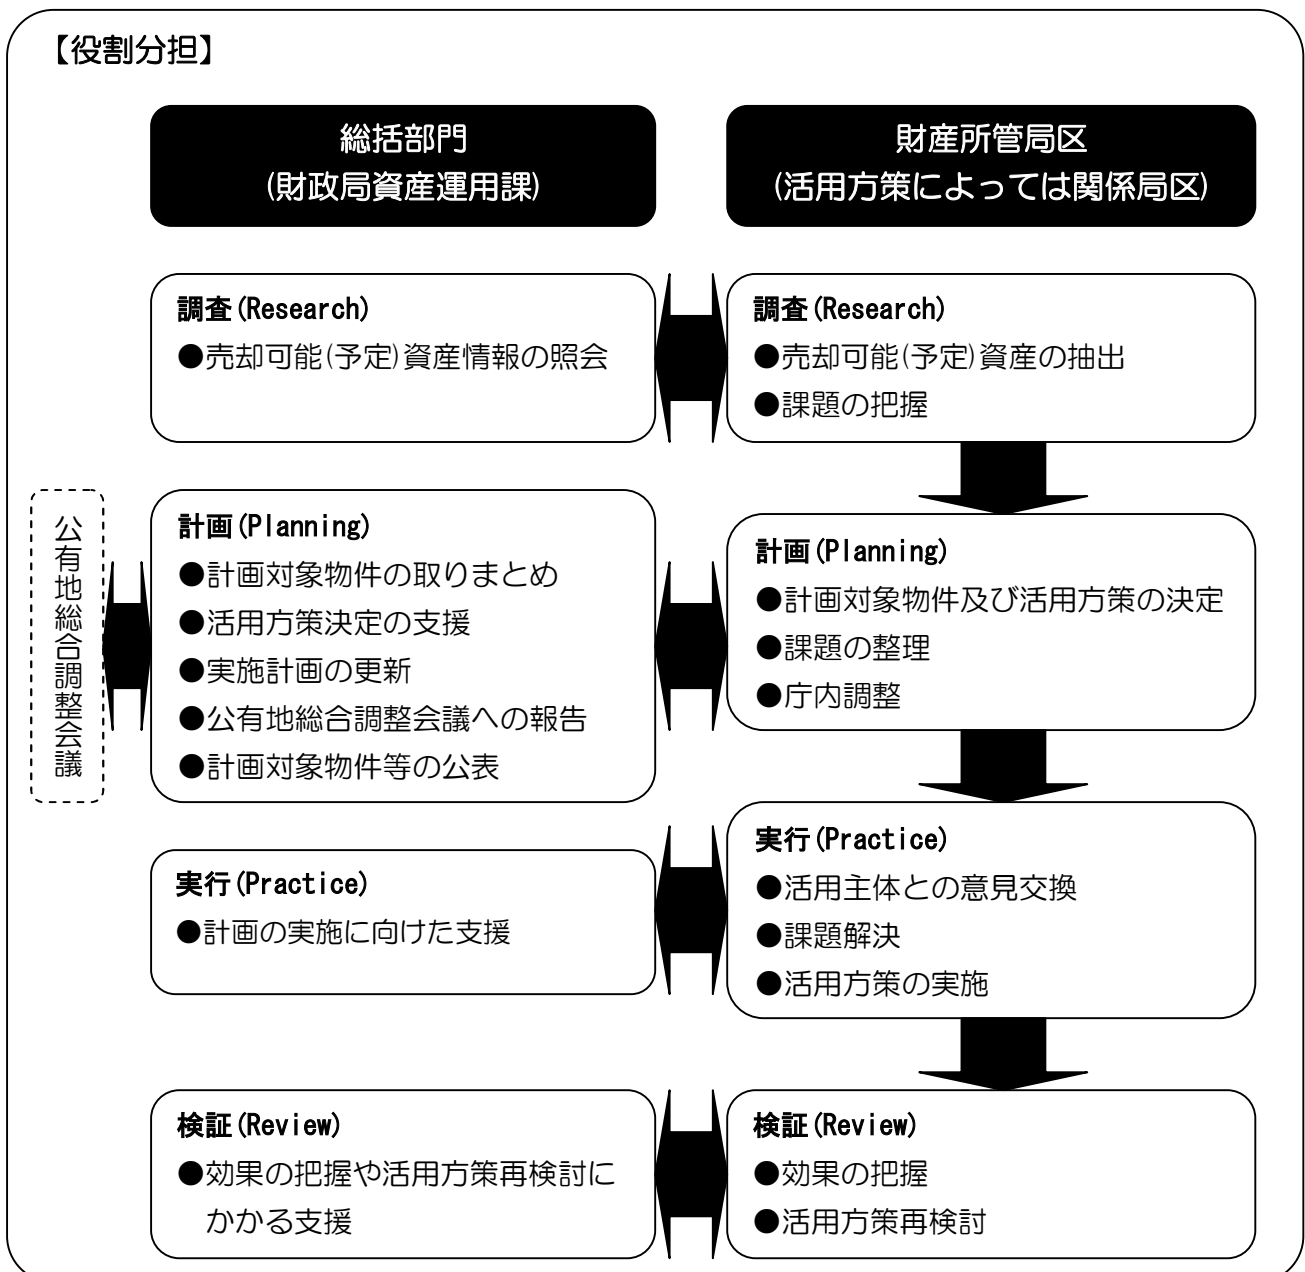 【役割分担】
総括部門
(財政局資産運用課)
財産所管局区
(活用方策によっては関係局区)
調査(Research)
●売却可能(予定)資産情報の照会
調査(Research)
●売却可能(予定)資産の抽出
●課題の把握
公有地総合調整会議
計画(Planning)
●計画対象物件の取りまとめ
●活用方策決定の支援
●実施計画の更新
●公有地総合調整会議への報告
●計画対象物件等の公表
計画(Planning)
●計画対象物件及び活用方策の決定
●課題の整理
●庁内調整
実行(Practice)
●計画の実施に向けた支援
実行(Practice)
●活用主体との意見交換
●課題解決
●活用方策の実施
検証(Review)
●効果の把握や活用方策再検討に
かかる支援
検証(Review)
●効果の把握
●活用方策再検討